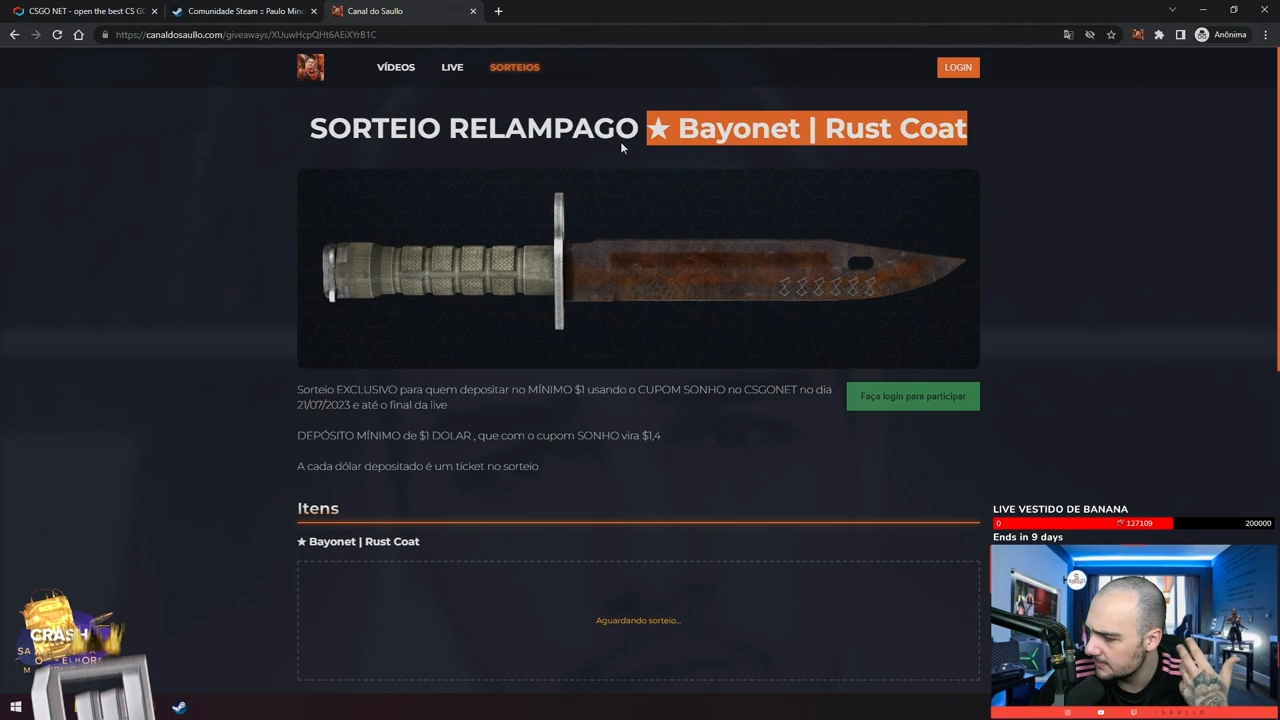 CSGO NET - open the best CS GO
Comunidade Steam :: Paulo Mino
Canal do Saullo
https://canaldosaullo.com/giveaways/XUuwHcpQHt6AEiXYrB1C
Anônima
VÍDEOS
LIVE
SORTEIOS
LOGIN
SORTEIO RELAMPAGO ★ Bayonet | Rust Coat
Sorteio EXCLUSIVO para quem depositar no MÍNIMO $1 usando o CUPOM SONHO no CSGONET no dia
21/07/2023 e até o final da live
Faça login para participar
DEPÓSITO MÍNIMO de $1 DOLAR , que com o cupom SONHO vira $1,4
A cada dólar depositado é um ticket no sorteio
Itens
★ Bayonet | Rust Coat
Aguardando sorteio...
LIVE VESTIDO DE BANANA
0 127109 200000
Ends in 9 days
CRASH